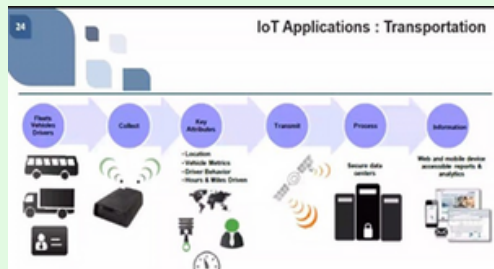 24
IoT Applications : Transportation
Fleets
Vehicles
Drivers
Collect
Key
Attributes
Transmit
Process
Information
•Location
•Vehicle Metrics
•Driver Behavior
•Hours & Miles Driven
Secure data
centers
Web and mobile device
accessible reports &
analytics